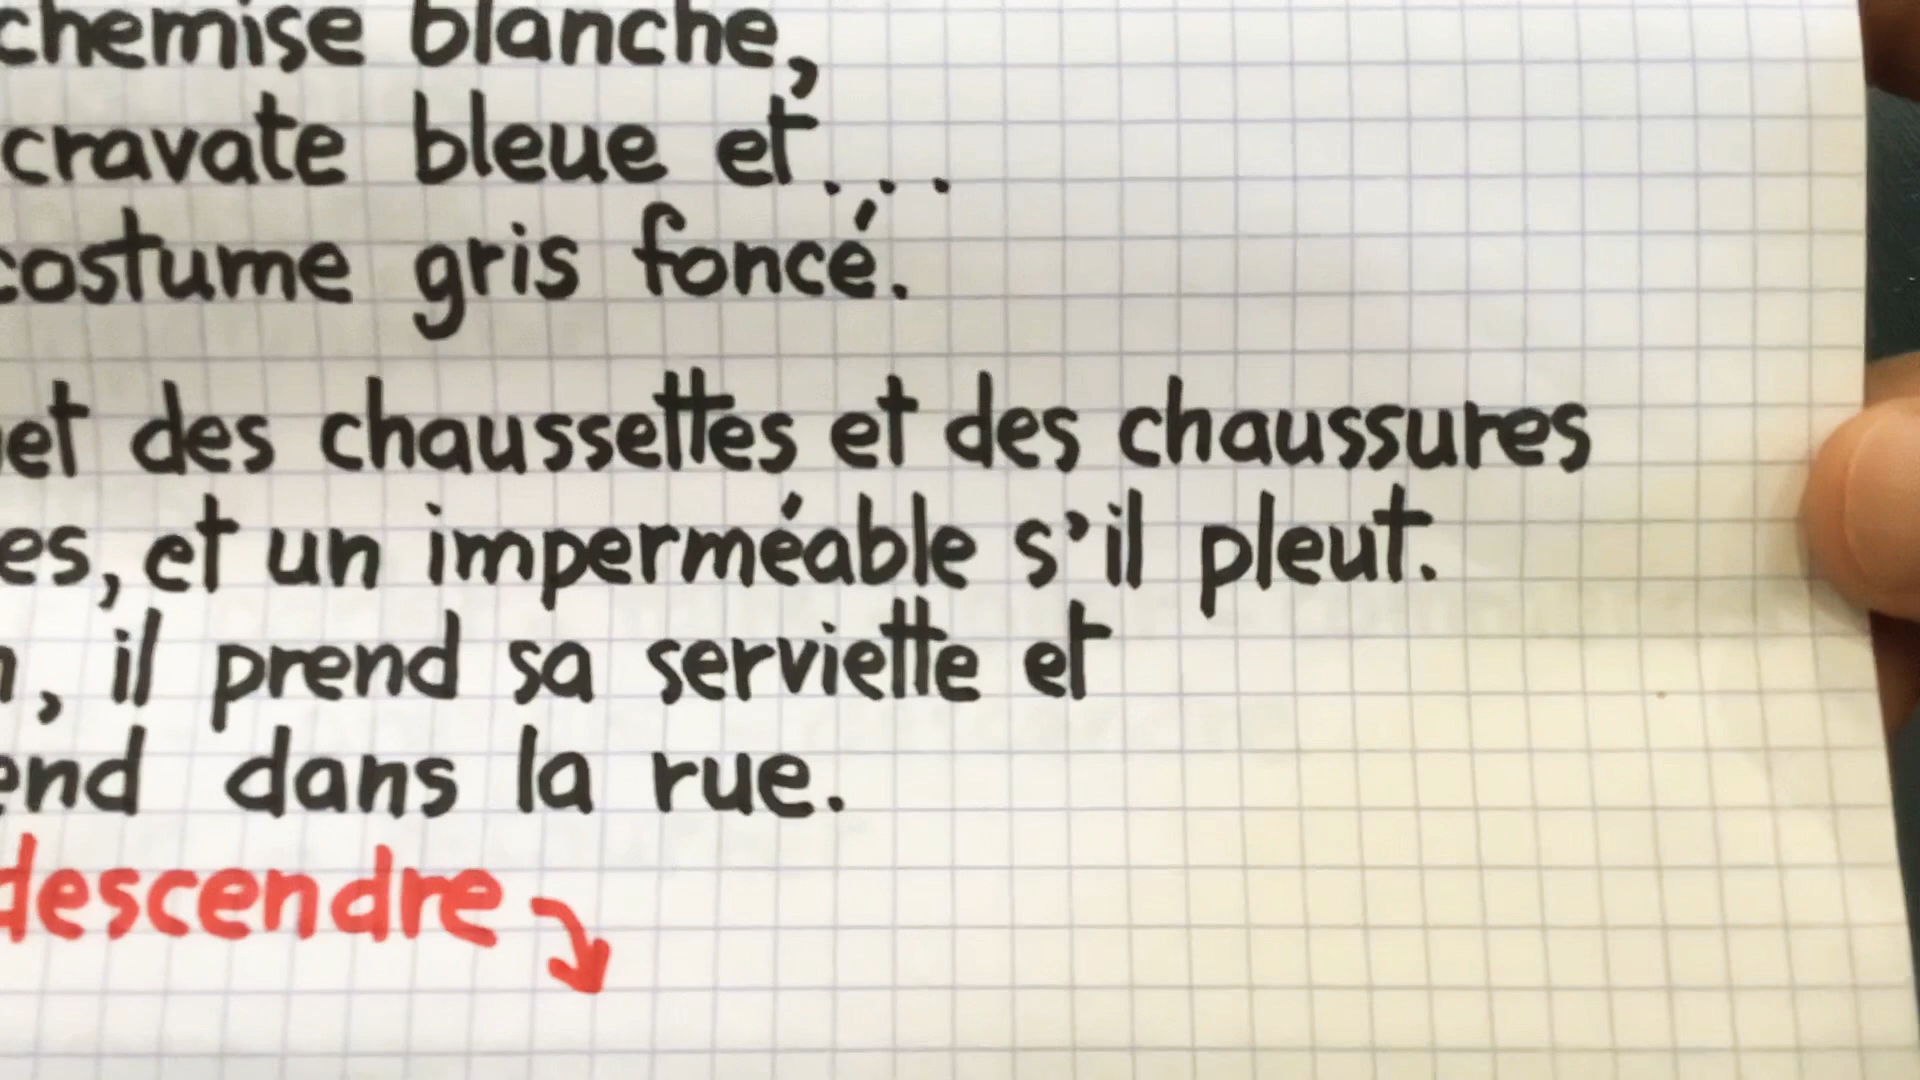 chemise blanche,
cravate bleue et...
costume gris foncé.
et des chaussettes et des chaussures
es, et un imperméable s'il pleut.
, il prend sa serviette et
end dans la rue.
descendre